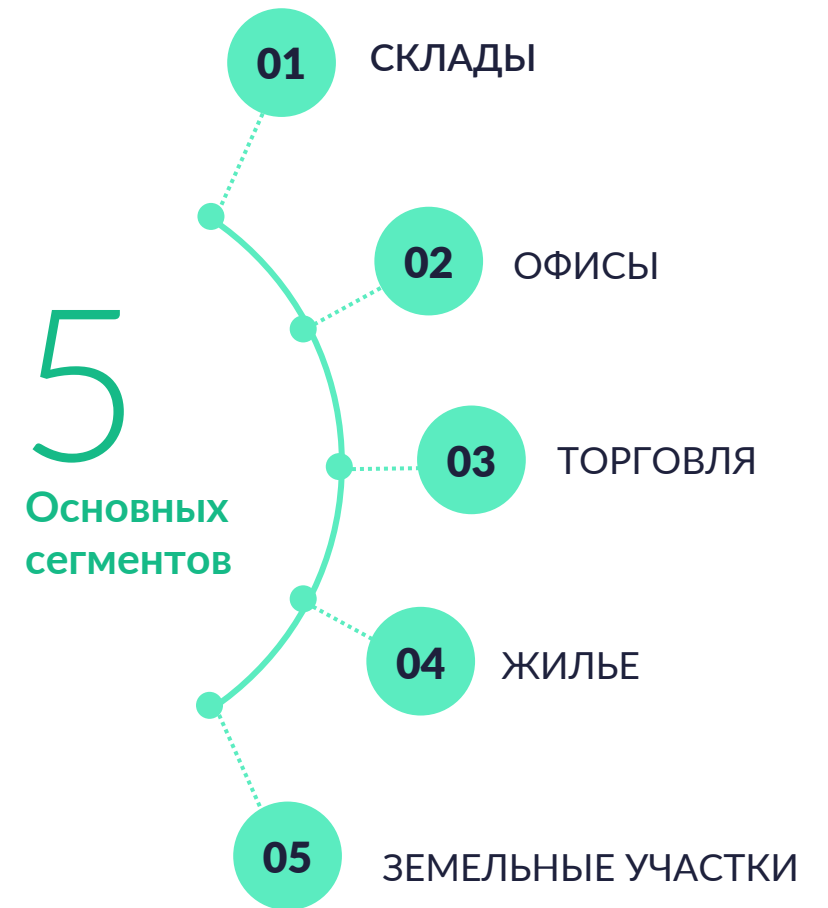 01
СКЛАДЫ
02
ОФИСЫ
5
Основных
сегментов
03
ТОРГОВЛЯ
04
ЖИЛЬЕ
05
ЗЕМЕЛЬНЫЕ УЧАСТКИ